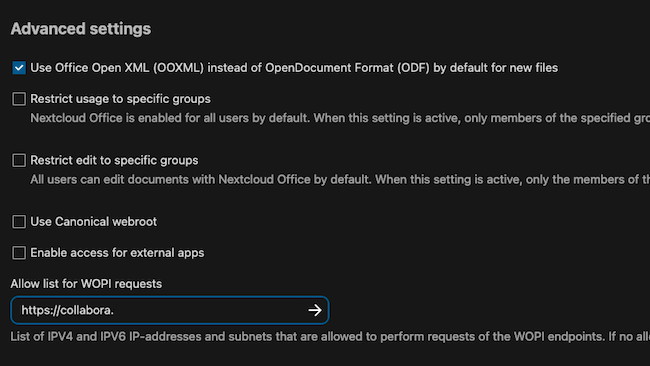 Advanced settings
Use Office Open XML (OOXML) instead of OpenDocument Format (ODF) by default for new files
Restrict usage to specific groups
Nextcloud Office is enabled for all users by default. When this setting is active, only members of the specified gro
Restrict edit to specific groups
All users can edit documents with Nextcloud Office by default. When this setting is active, only the members of th
Use Canonical webroot
Enable access for external apps
Allow list for WOPI requests
https://collabora.
List of IPV4 and IPV6 IP-addresses and subnets that are allowed to perform requests of the WOPI endpoints. If no all